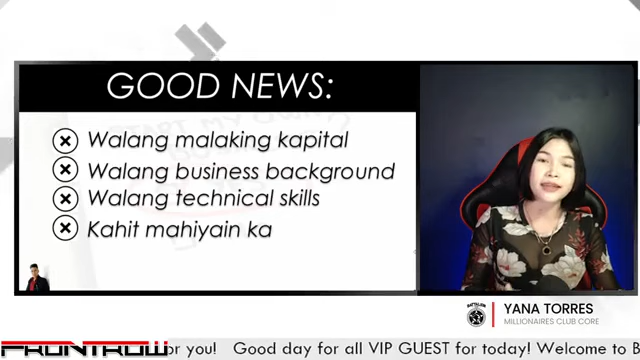 GOOD NEWS:
Walang malaking kapital
Walang business background
Walang technical skills
Kahit mahiyain ka
YANA TORRES
MILLIONAIRES CLUB CORE
FRONTROW
or you! Good day for all VIP GUEST for today! Welcome to B